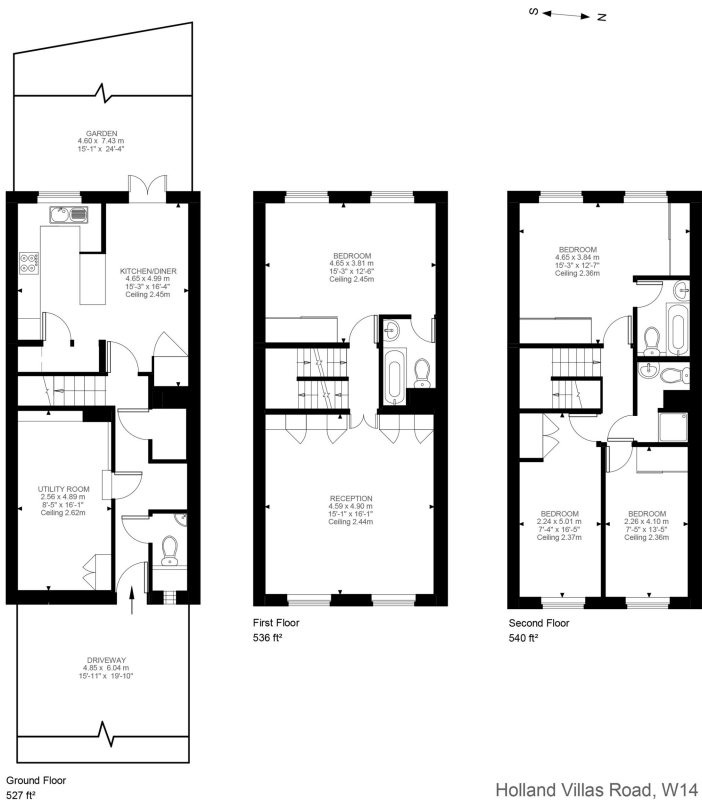 S N
GARDEN
4.60 x 7.43 m
15'-1" x 24'-4"
KITCHEN/DINER
4.65 x 4.99 m
15'-3" x 16'-4"
Ceiling 2.45m
UTILITY ROOM
2.56 x 4.89 m
8'-5" x 16'-1"
Ceiling 2.62m
DRIVEWAY
4.85 x 6.04 m
15'-11" x 19'-10"
Ground Floor
527 ft²
BEDROOM
4.65 x 3.81 m
15'-3" x 12'-6"
Ceiling 2.45m
RECEPTION
4.59 x 4.90 m
15'-1" x 16'-1"
Ceiling 2.44m
First Floor
536 ft²
BEDROOM
4.65 x 3.84 m
15'-3" x 12'-7"
Ceiling 2.36m
BEDROOM
2.24 x 5.01 m
7'-4" x 16'-5"
Ceiling 2.37m
BEDROOM
2.26 x 4.10 m
7'-5" x 13'-5"
Ceiling 2.36m
Second Floor
540 ft²
Holland Villas Road, W14